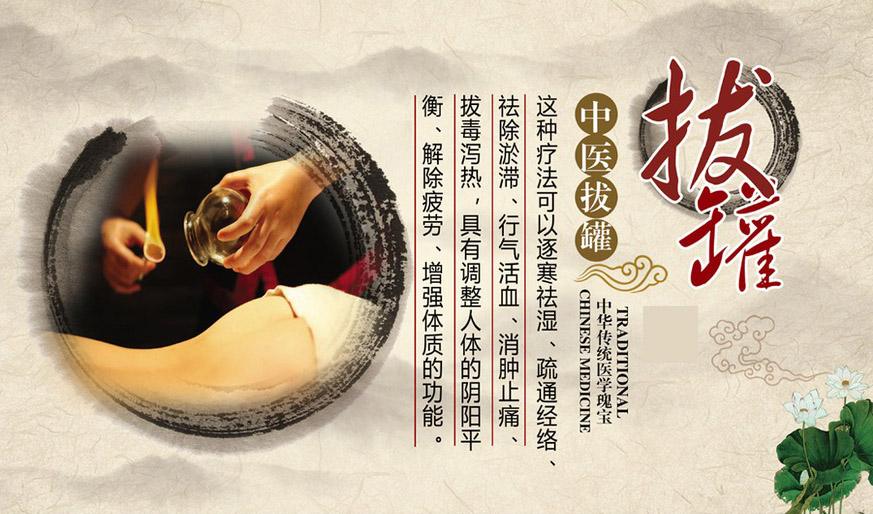 拔罐
中医拔罐
中华传统医学瑰宝
TRADITIONAL
CHINESE MEDICINE
这种疗法可以逐寒祛湿、疏通经络、
祛除淤滞、行气活血、消肿止痛、
拔毒泻热，具有调整人体的阴阳平
衡、解除疲劳、增强体质的功能。